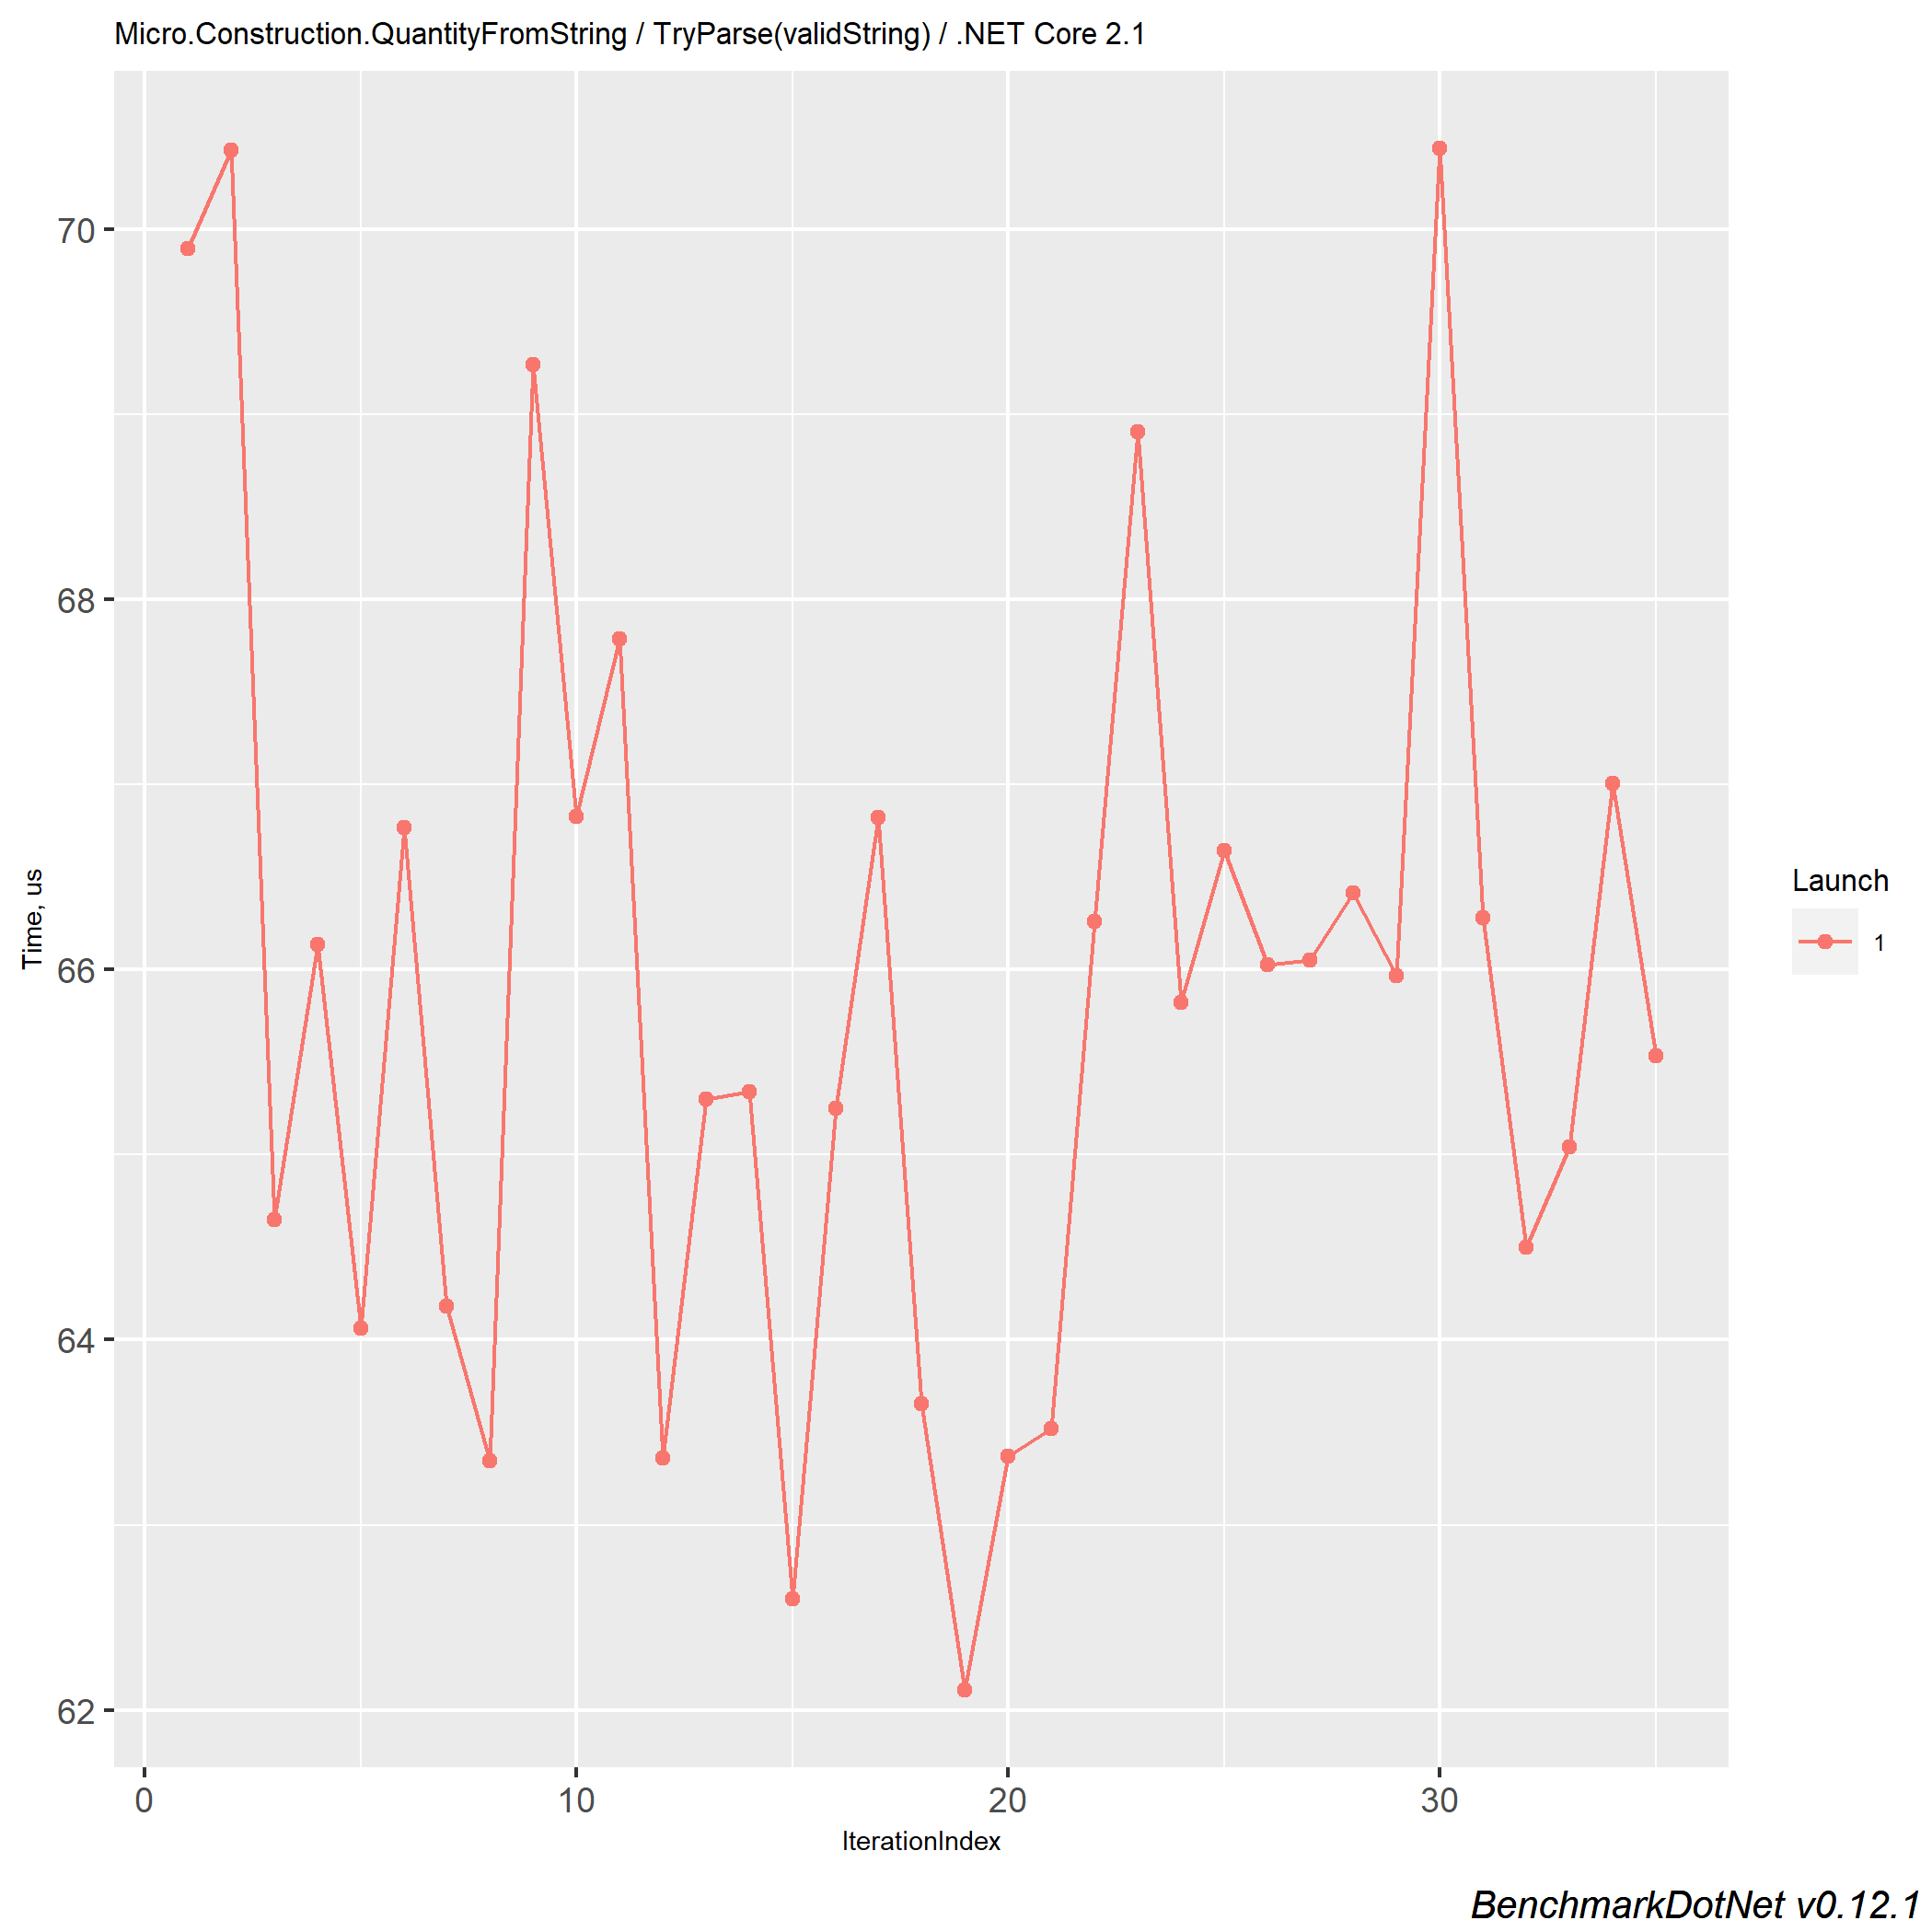 Micro.Construction.QuantityFromString / TryParse(validString) / .NET Core 2.1
Time, us
70
68
66
64
62
0 10 20 30
IterationIndex
Launch
1
BenchmarkDotNet v0.12.1